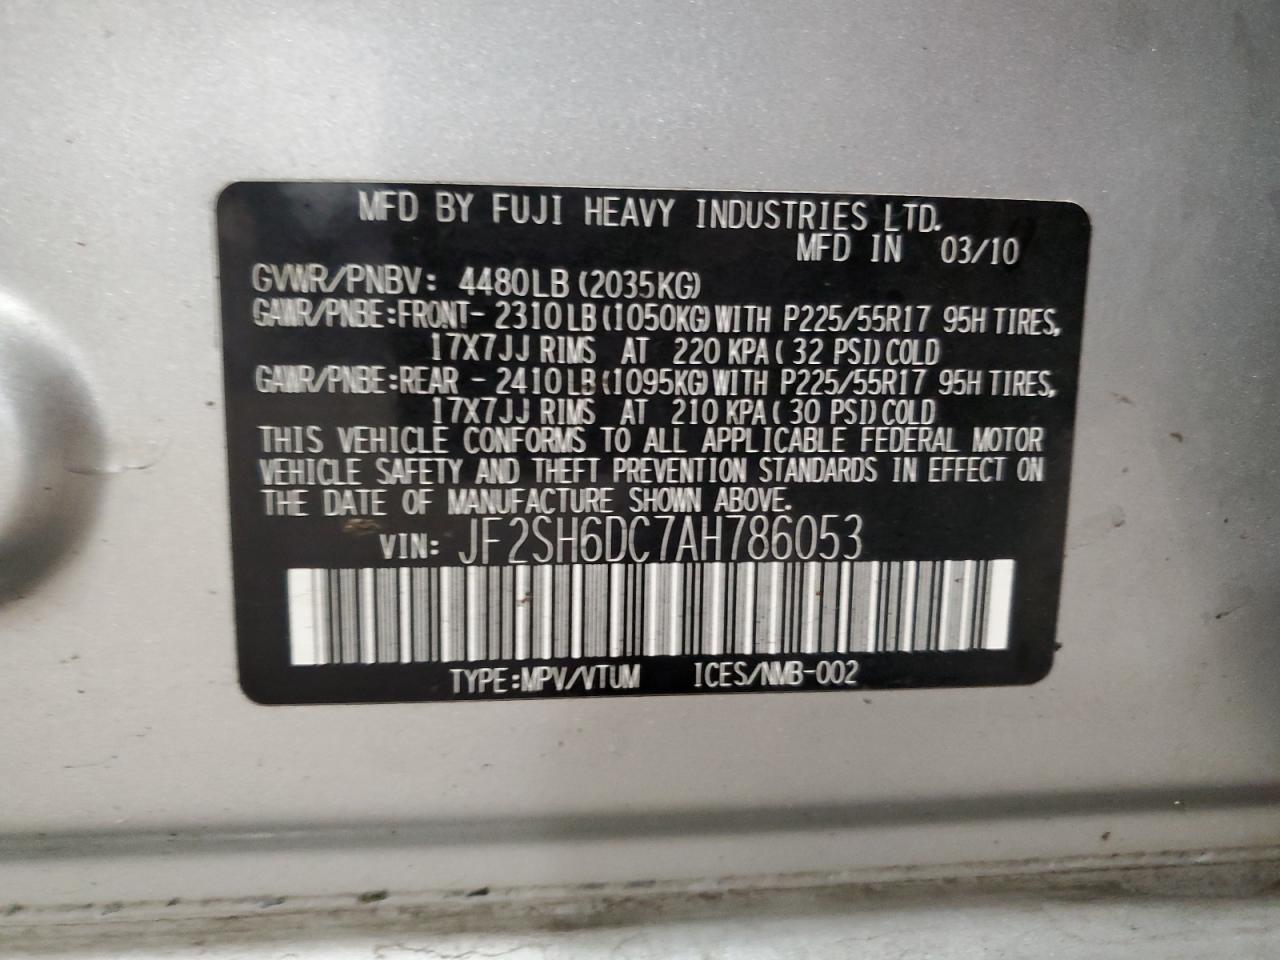 MFD BY FUJI HEAVY INDUSTRIES LTD.
MFD IN 03/10
GVWR/PNBV: 4480LB (2035KG)
GAWR/PNBE:FRONT- 2310LB (1050KG) WITH P225/55R17 95H TIRES,
17X7JJ RIMS AT 220 KPA ( 32 PSI) COLD
GAWR/PNBE:REAR - 2410LB (1095KG) WITH P225/55R17 95H TIRES,
17X7JJ RIMS AT 210 KPA ( 30 PSI) COLD
THIS VEHICLE CONFORMS TO ALL APPLICABLE FEDERAL MOTOR
VEHICLE SAFETY AND THEFT PREVENTION STANDARDS IN EFFECT ON
THE DATE OF MANUFACTURE SHOWN ABOVE.
VIN: JF2SH6DC7AH786053
TYPE:MPV/VTUM ICES/NMB-002